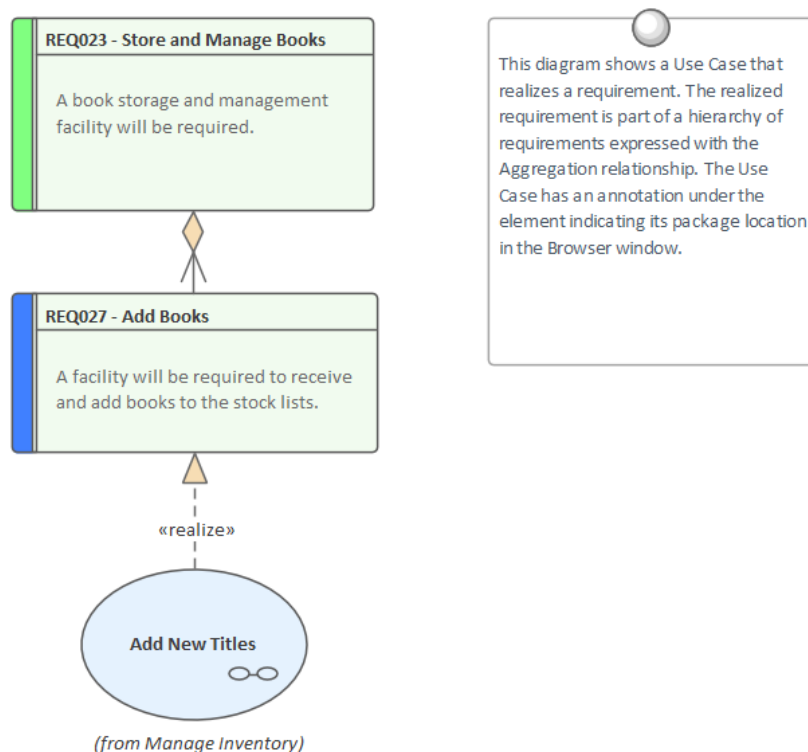 REQ023 - Store and Manage Books
A book storage and management
facility will be required.
REQ027 - Add Books
A facility will be required to receive
and add books to the stock lists.
«realize»
Add New Titles
(from Manage Inventory)
This diagram shows a Use Case that
realizes a requirement. The realized
requirement is part of a hierarchy of
requirements expressed with the
Aggregation relationship. The Use
Case has an annotation under the
element indicating its package location
in the Browser window.